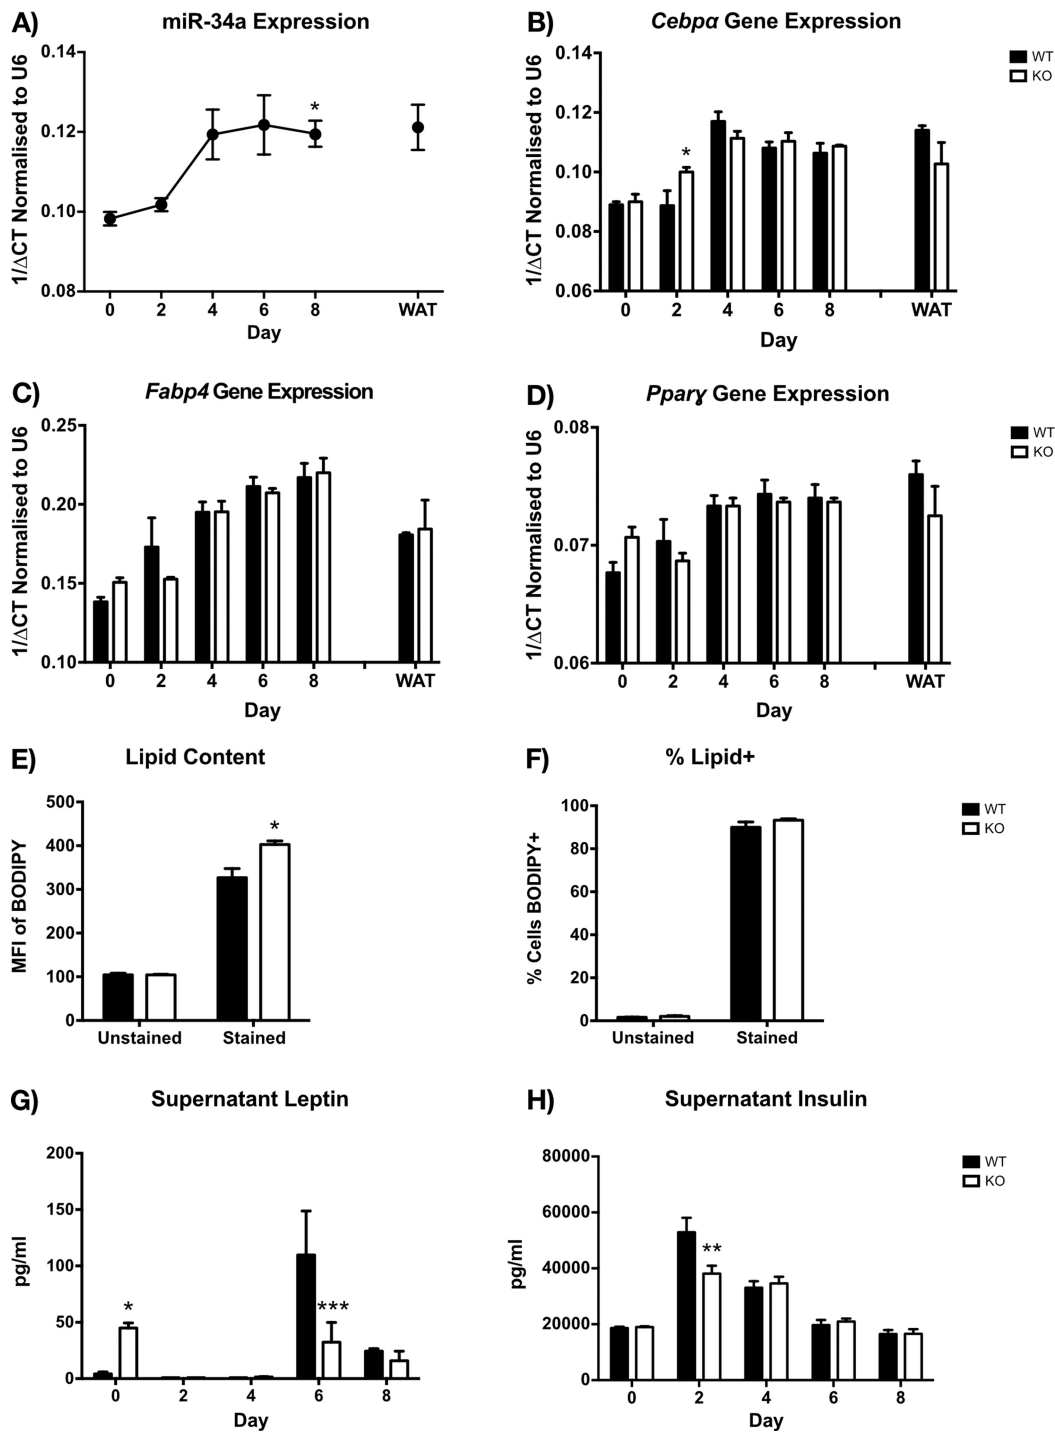 A) miR-34a Expression
0.14
0.12
0.10
0.08
1/ΔCT Normalised to U6
*
0 2 4 6 8 WAT
Day
B) Cebpα Gene Expression
0.14
0.12
0.10
0.08
0.06
1/ΔCT Normalised to U6
*
0 2 4 6 8 WAT
Day
WT
KO
C) Fabp4 Gene Expression
0.25
0.20
0.15
0.10
1/ΔCT Normalised to U6
0 2 4 6 8 WAT
Day
D) Pparɣ Gene Expression
0.08
0.07
0.06
1/ΔCT Normalised to U6
0 2 4 6 8 WAT
Day
WT
KO
E) Lipid Content
500
400
300
200
100
0
MFI of BODIPY
*
Unstained Stained
F) % Lipid+
100
80
60
40
20
0
% Cells BODIPY+
Unstained Stained
WT
KO
G) Supernatant Leptin
200
150
100
50
0
pg/ml
* ***
0 2 4 6 8
Day
H) Supernatant Insulin
80000
60000
40000
20000
0
pg/ml
**
0 2 4 6 8
Day
WT
KO